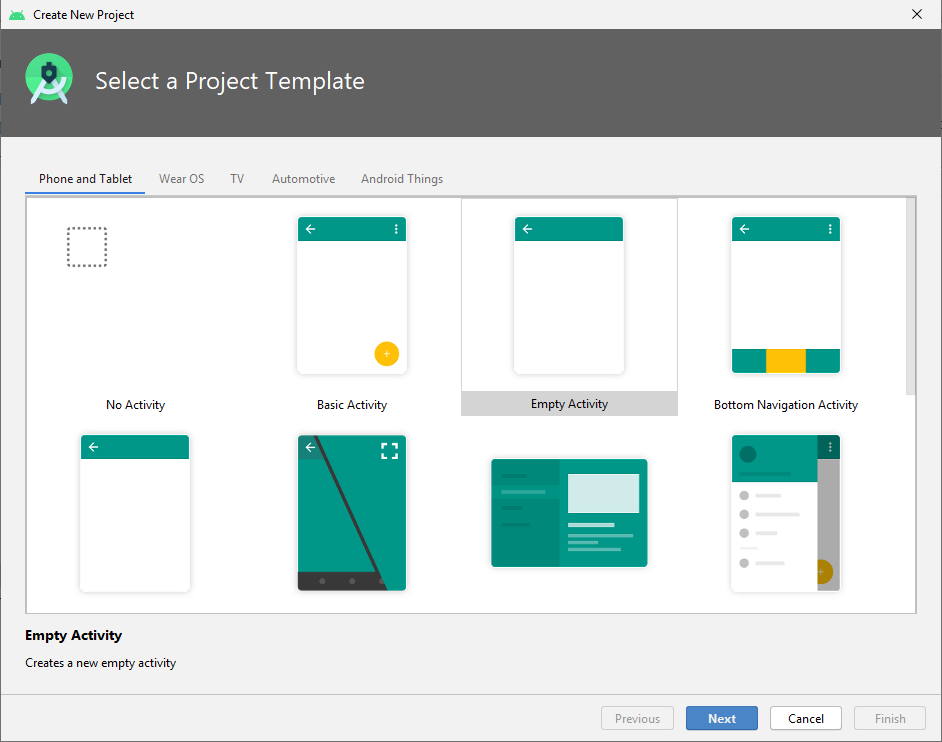 Create New Project
Select a Project Template
Phone and Tablet Wear OS TV Automotive Android Things
No Activity Basic Activity Empty Activity Bottom Navigation Activity
Empty Activity
Creates a new empty activity
Previous Next Cancel Finish